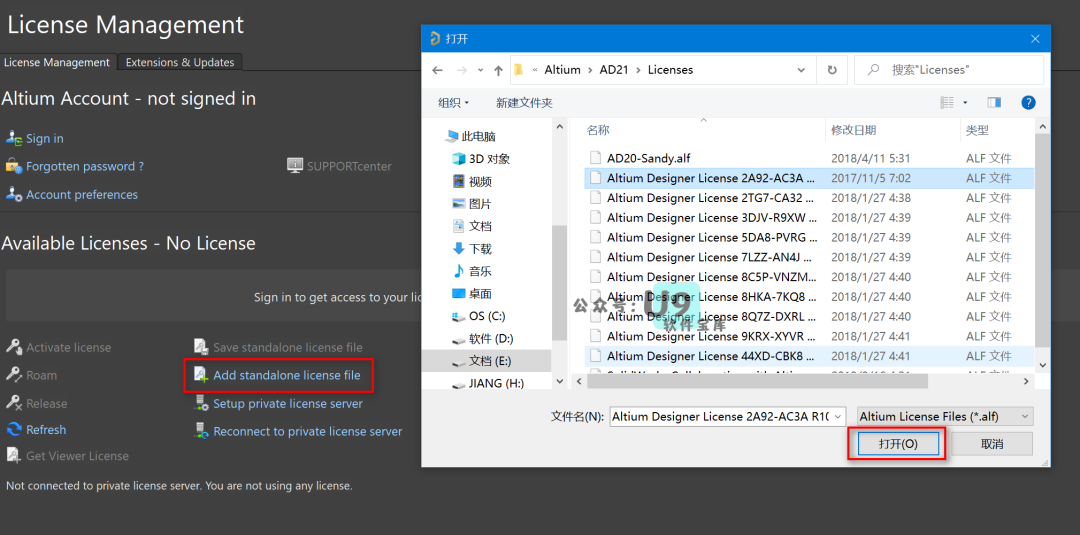 License Management
License Management
Extensions & Updates
Altium Account - not signed in
Sign in
Forgotten password ?
SUPPORTcenter
Account preferences
Available Licenses - No License
Sign in to get access to your lic
Activate license
Save standalone license file
Roam
Add standalone license file
Release
Setup private license server
Refresh
Reconnect to private license server
Get Viewer License
Not connected to private license server. You are not using any license.
打开
« Altium › AD21 › Licenses
搜索"Licenses"
组织
新建文件夹
此电脑
3D 对象
视频
图片
文档
下载
音乐
桌面
OS (C:)
软件 (D:)
文档 (E:)
JIANG (H:)
名称 修改日期 类型
AD20-Sandy.alf 2018/4/11 5:31 ALF 文件
Altium Designer License 2A92-AC3A ... 2017/11/5 7:02 ALF 文件
Altium Designer License 2TG7-CA32 ... 2018/1/27 4:38 ALF 文件
Altium Designer License 3DJV-R9XW ... 2018/1/27 4:39 ALF 文件
Altium Designer License 5DA8-PVRG ... 2018/1/27 4:39 ALF 文件
Altium Designer License 7LZZ-AN4J ... 2018/1/27 4:39 ALF 文件
Altium Designer License 8C5P-VNZM... 2018/1/27 4:40 ALF 文件
Altium Designer License 8HKA-7KQ8 ... 2018/1/27 4:40 ALF 文件
Altium Designer License 8Q7Z-DXRL ... 2018/1/27 4:40 ALF 文件
Altium Designer License 9KRX-XYVR ... 2018/1/27 4:41 ALF 文件
Altium Designer License 44XD-CBK8 ... 2018/1/27 4:41 ALF 文件
公众号：U9
软件宝库
文件名(N):
Altium Designer License 2A92-AC3A R10
Altium License Files (*.alf)
打开(O)
取消